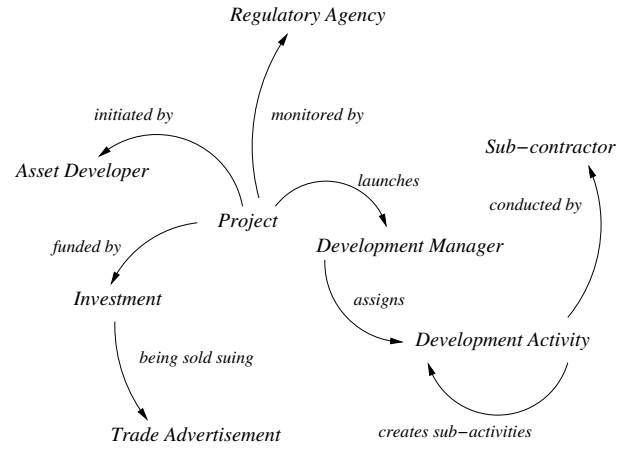 Regulatory Agency
initiated by
monitored by
Sub-contractor
Asset Developer
launches
conducted by
Project
funded by
Development Manager
Investment
assigns
Development Activity
being sold suing
creates sub-activities
Trade Advertisement